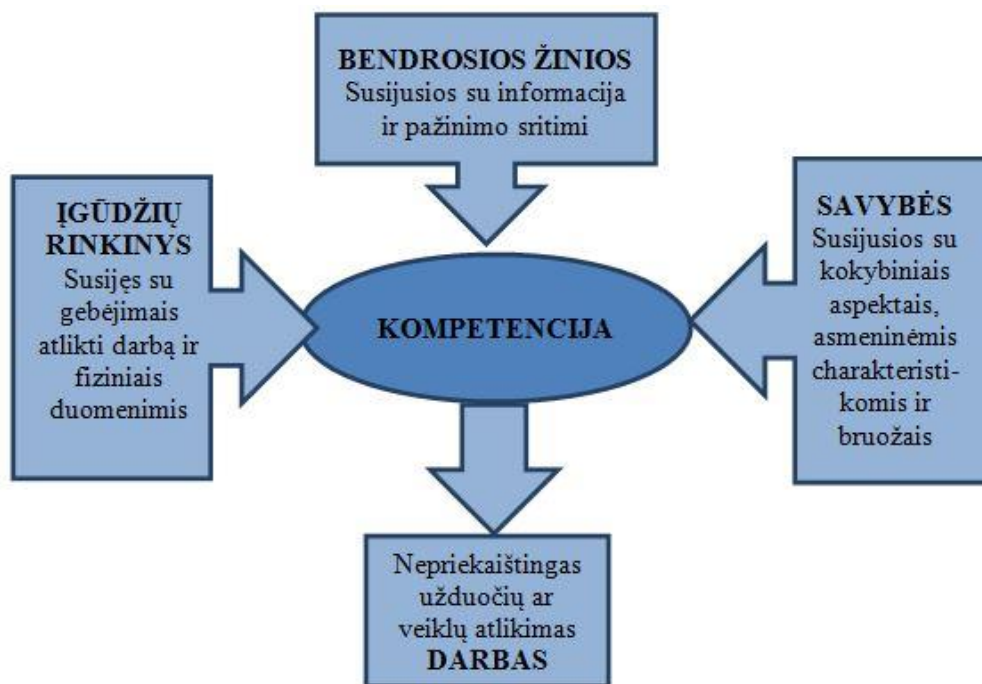 BENDROSIOS ŽINIOS
Susijusios su informacija
ir pažinimo sritimi
ĮGŪDŽIŲ
RINKINYS
Susijęs su
gebėjimais
atlikti darbą ir
fiziniais
duomenimis
KOMPETENCIJA
SAVYBĖS
Susijusios su
kokybiniais
aspektais,
asmeninėmis
charakteristi-
komis ir
bruožais
Nepriekaištingas
užduočių ar
veiklų atlikimas
DARBAS